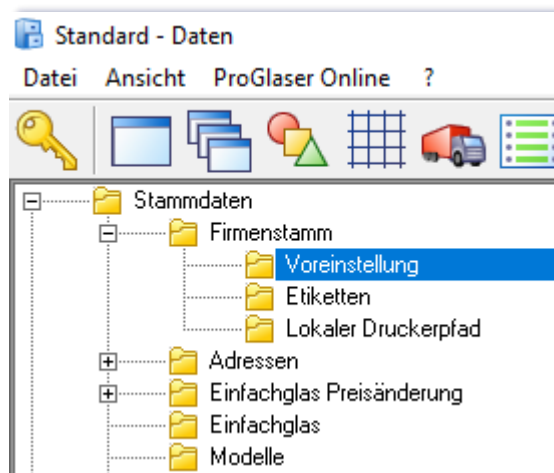 Standard - Daten
Datei Ansicht ProGlaser Online ?
Stammdaten
Firmenstamm
Voreinstellung
Etiketten
Lokaler Druckerpfad
Adressen
Einfachglas Preisänderung
Einfachglas
Modelle